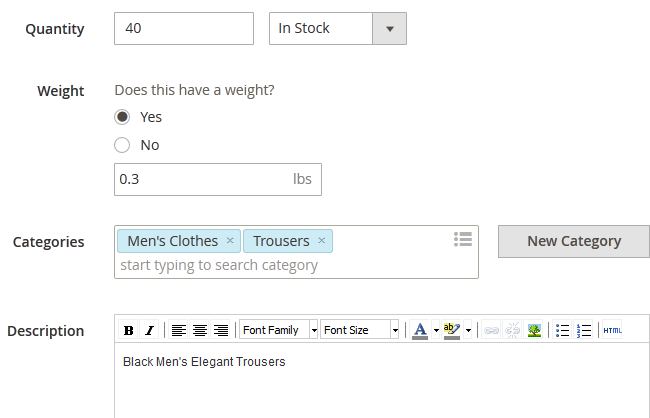 Quantity 40 In Stock
Weight Does this have a weight?
Yes
No
0.3 lbs
Categories Men's Clothes × Trousers × New Category
start typing to search category
Description B I Font Family Font Size A ab HTML
Black Men's Elegant Trousers